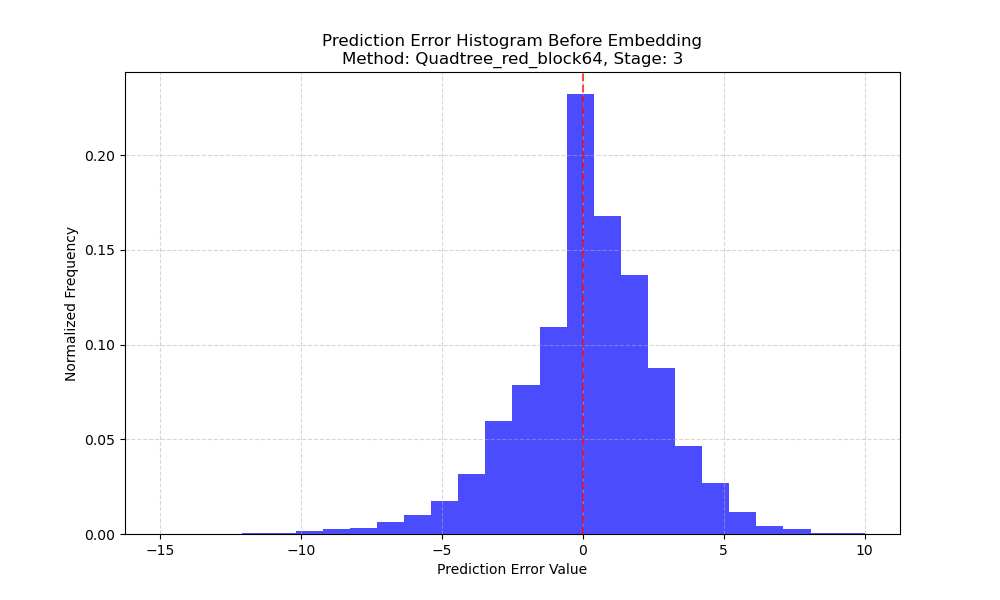 Prediction Error Histogram Before Embedding
Method: Quadtree_red_block64, Stage: 3
Normalized Frequency
0.20
0.15
0.10
0.05
0.00
−15
−10
−5
0
5
10
Prediction Error Value